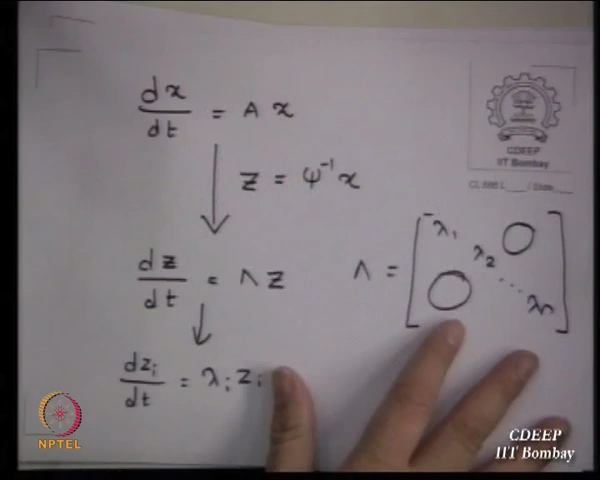 dx/dt = A x
z = ψ⁻¹ x
dz/dt = Λ z
Λ = [λ₁ λ₂ ... λₙ]
dzᵢ/dt = λᵢ zᵢ
CDEEP
IIT Bombay
NPTEL
CDEEP
IIT Bombay